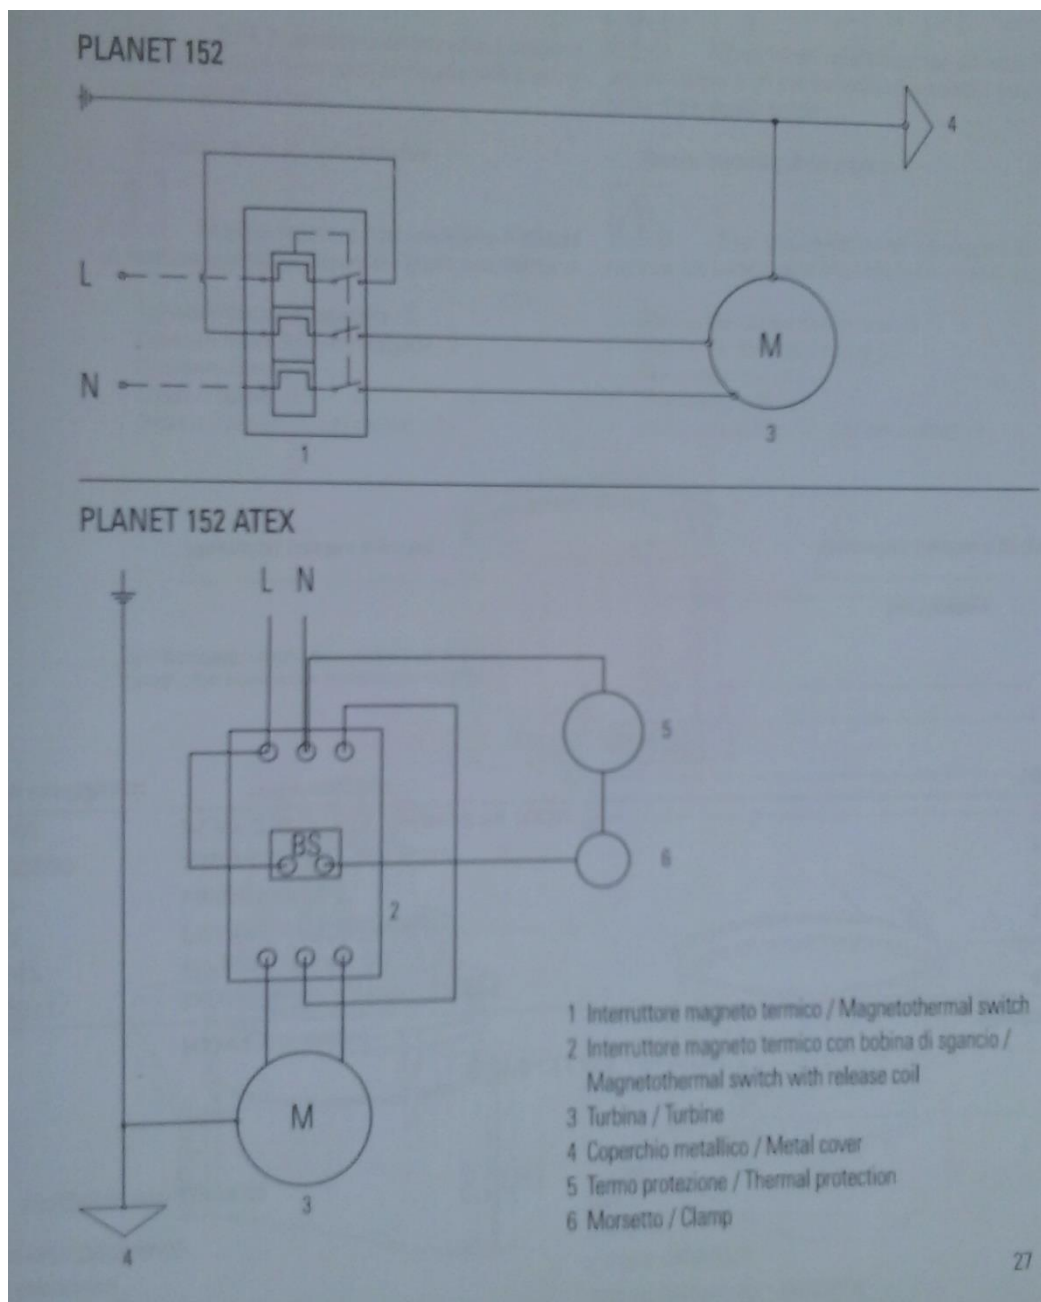 PLANET 152
4
L
M
N
3
1
PLANET 152 ATEX
L N
5
BS
6
2
M
3
4
1 Interruttore magneto termico / Magnetothermal switch
2 Interruttore magneto termico con bobina di sgancio /
Magnetothermal switch with release coil
3 Turbina / Turbine
4 Coperchio metallico / Metal cover
5 Termo protezione / Thermal protection
6 Morsetto / Clamp
27